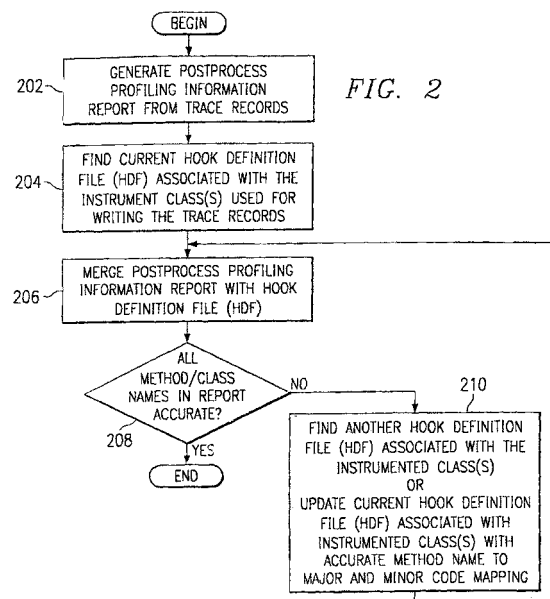 BEGIN
GENERATE POSTPROCESS
PROFILING INFORMATION
REPORT FROM TRACE RECORDS
202
FIG. 2
FIND CURRENT HOOK DEFINITION
FILE (HDF) ASSOCIATED WITH THE
INSTRUMENT CLASS(S) USED FOR
WRITING THE TRACE RECORDS
204
MERGE POSTPROCESS PROFILING
INFORMATION REPORT WITH HOOK
DEFINITION FILE (HDF)
206
ALL
METHOD/CLASS
NAMES IN REPORT
ACCURATE?
208
NO
YES
END
210
FIND ANOTHER HOOK DEFINITION
FILE (HDF) ASSOCIATED WITH THE
INSTRUMENTED CLASS(S)
OR
UPDATE CURRENT HOOK DEFINITION
FILE (HDF) ASSOCIATED WITH
INSTRUMENTED CLASS(S) WITH
ACCURATE METHOD NAME TO
MAJOR AND MINOR CODE MAPPING